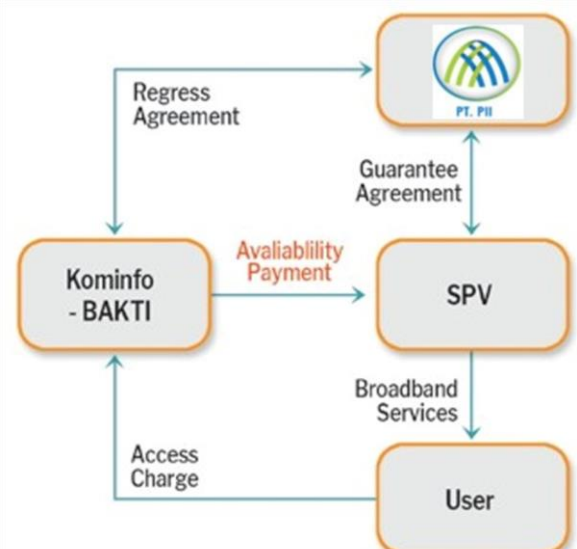 PT. PII
Regress
Agreement
Guarantee
Agreement
Kominfo
- BAKTI
Avaliablility
Payment
SPV
Broadband
Services
Access
Charge
User